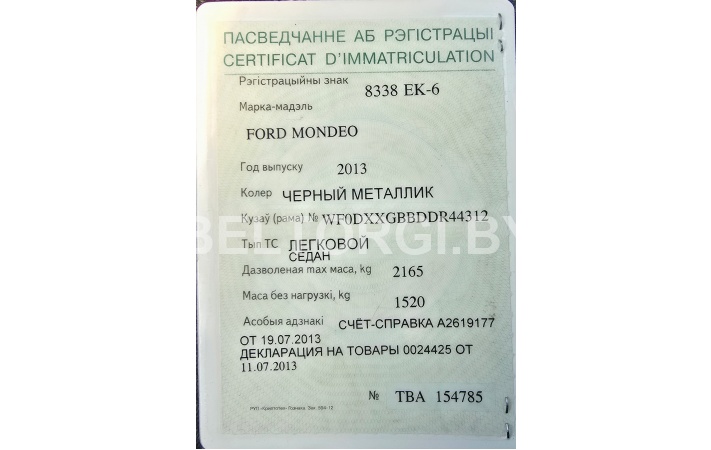 ПАСВЕДЧАННЕ АБ РЭГІСТРАЦЫІ
CERTIFICAT D'IMMATRICULATION
Рэгістрацыйны знак 8338 EK-6
Марка-мадэль
FORD MONDEO
Год выпуску 2013
Колер ЧЕРНЫЙ МЕТАЛЛИК
Кузаў (рама) № WF0DXXGBBDDR44312
BELTORGI.BY
Тып ТС ЛЕГКОВОЙ
СЕДАН
Дазволеная max маса, kg 2165
Маса без нагрузкі, kg 1520
Асобыя адзнакі СЧЁТ-СПРАВКА А2619177
ОТ 19.07.2013
ДЕКЛАРАЦИЯ НА ТОВАРЫ 0024425 ОТ
11.07.2013
№ ТВА 154785